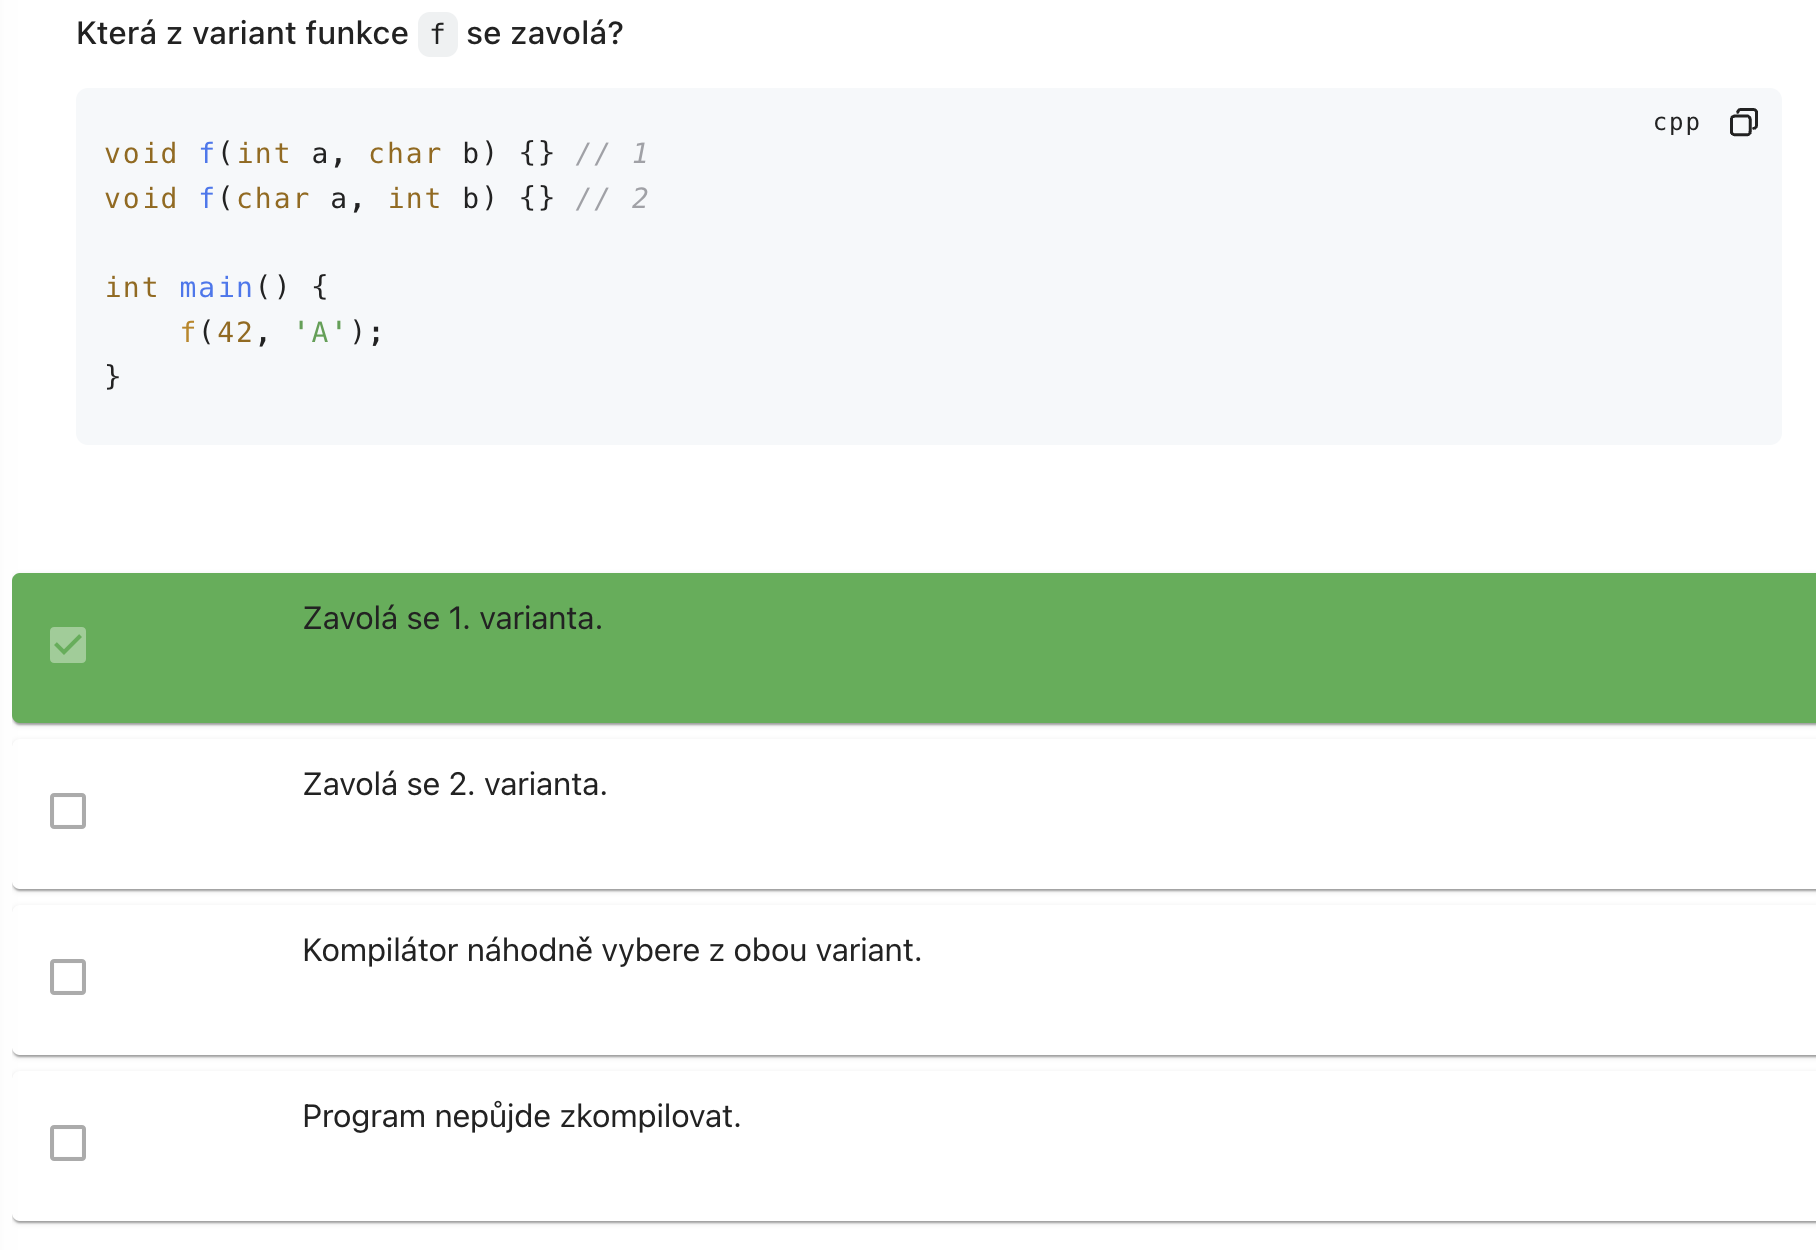 Která z variant funkce f se zavolá?
cpp
void f(int a, char b) {} // 1
void f(char a, int b) {} // 2
int main() {
    f(42, 'A');
}
Zavolá se 1. varianta.
Zavolá se 2. varianta.
Kompilátor náhodně vybere z obou variant.
Program nepůjde zkompilovat.